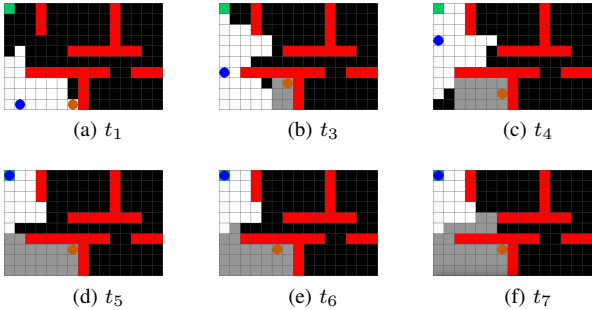 (a) t₁ (b) t₃ (c) t₄
(d) t₅ (e) t₆ (f) t₇